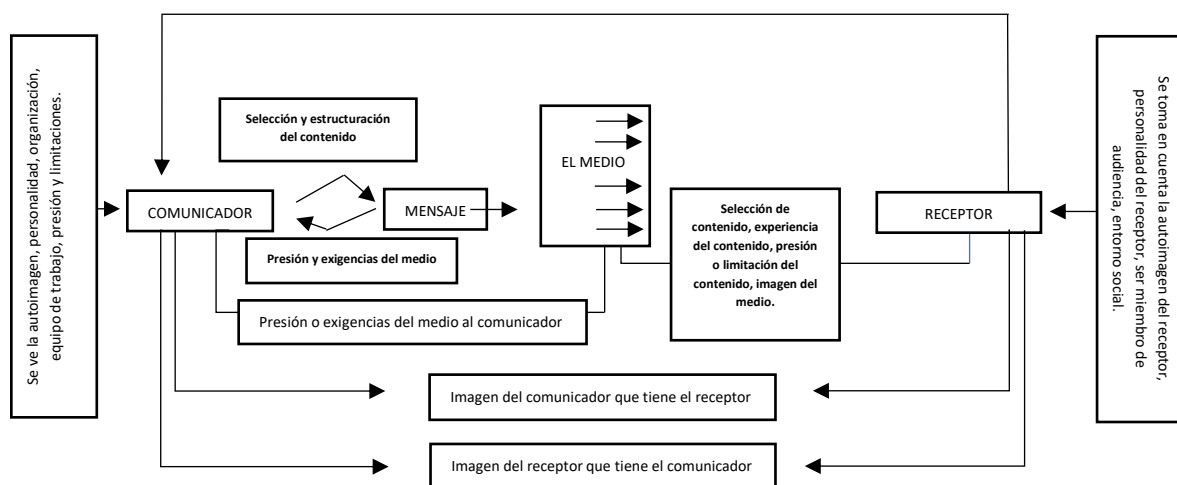 Se ve la autoimagen, personalidad, organización,
equipo de trabajo, presión y limitaciones.
Selección y estructuración
del contenido
COMUNICADOR
MENSAJE
Presión y exigencias del medio
Presión o exigencias del medio al comunicador
EL MEDIO
Selección de
contenido, experiencia
del contenido, presión
o limitación del
contenido, imagen del
medio.
RECEPTOR
Se toma en cuenta la autoimagen del receptor,
personalidad del receptor, ser miembro de
audiencia, entorno social.
Imagen del comunicador que tiene el receptor
Imagen del receptor que tiene el comunicador